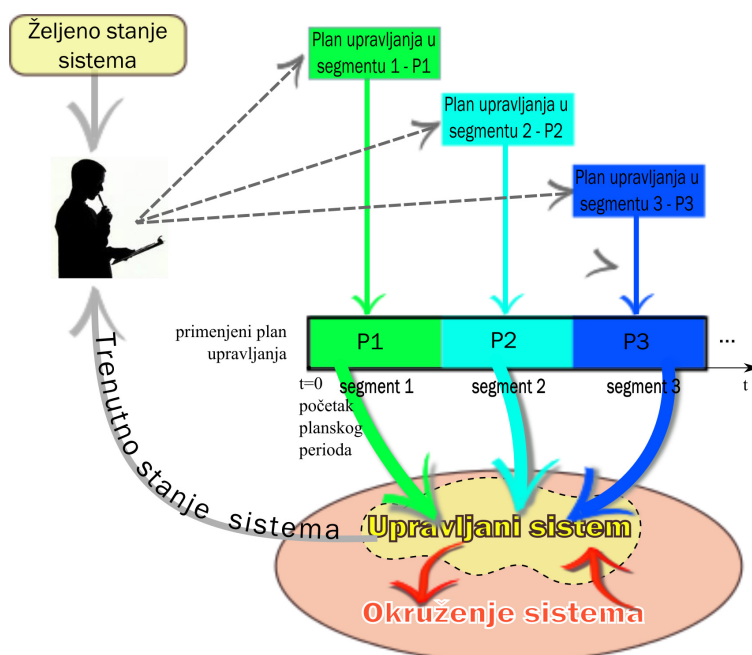 Željeno stanje
sistema
Plan upravljanja u
segmentu 1 - P1
Plan upravljanja u
segmentu 2 - P2
Plan upravljanja u
segmentu 3 - P3
primenjeni plan
upravljanja
P1
P2
P3
...
t=0
segment 1
segment 2
segment 3
t
početak
planskog
perioda
Trenutno stanje sistema
Upravljani sistem
Okruženje sistema